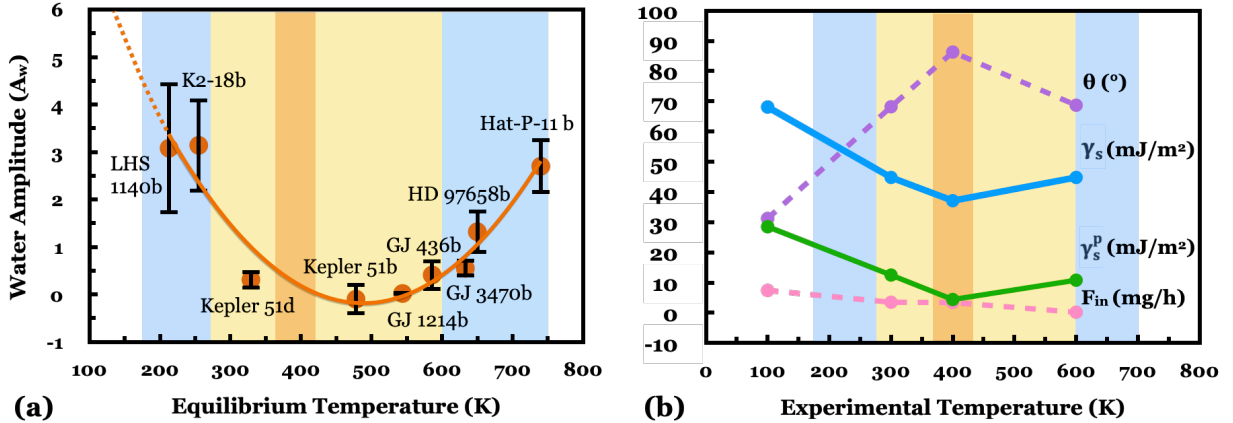 Water Amplitude (Aw)
6
5
4
3
2
1
0
-1
K2-18b
LHS
1140b
Kepler 51d
Kepler 51b
GJ 1214b
GJ 436b
GJ 3470b
HD 97658b
Hat-P-11 b
100 200 300 400 500 600 700 800
(a) Equilibrium Temperature (K)
100
90
80
70
60
50
40
30
20
10
0
-10
θ (°)
γs (mJ/m²)
γsᵖ (mJ/m²)
Fin (mg/h)
0 100 200 300 400 500 600 700 800
(b) Experimental Temperature (K)